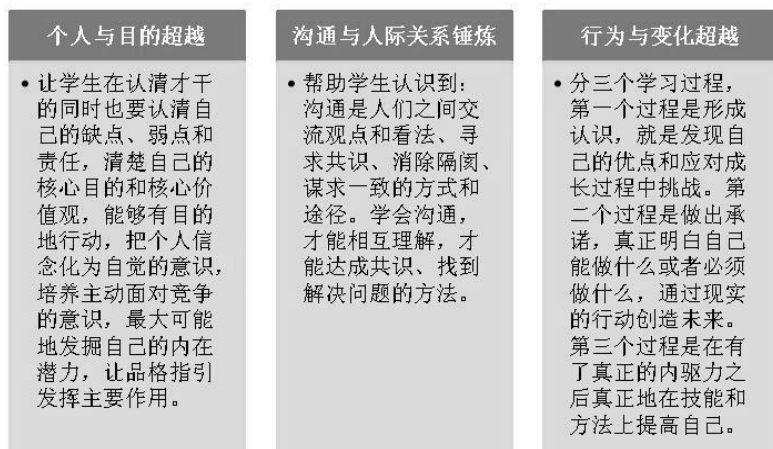 个人与目的超越
• 让学生在认清才干
的同时也要认清自
己的缺点、弱点和
责任，清楚自己的
核心目的和核心价
值观，能够有目的
地行动，把个人信
念化为自觉的意识，
培养主动面对竞争
的意识，最大可能
地发掘自己的内在
潜力，让品格指引
发挥主要作用。
沟通与人际关系锤炼
• 帮助学生认识到：
沟通是人们之间交
流观点和看法、寻
求共识、消除隔阂、
谋求一致的方式和
途径。学会沟通，
才能相互理解，才
能达成共识、找到
解决问题的方法。
行为与变化超越
• 分三个学习过程，
第一个过程是形成
认识，就是发现自
己的优点和应对成
长过程中挑战。第
二个过程是做出承
诺，真正明白自己
能做什么或者必须
做什么，通过现实
的行动创造未来。
第三个过程是在有
了真正的内驱力之
后真正地在技能和
方法上提高自己。